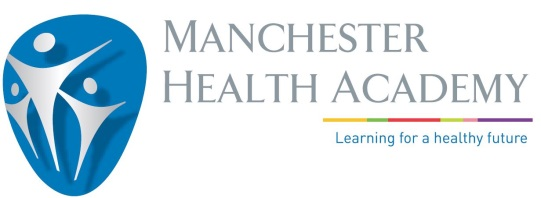 MANCHESTER
HEALTH ACADEMY
Learning for a healthy future